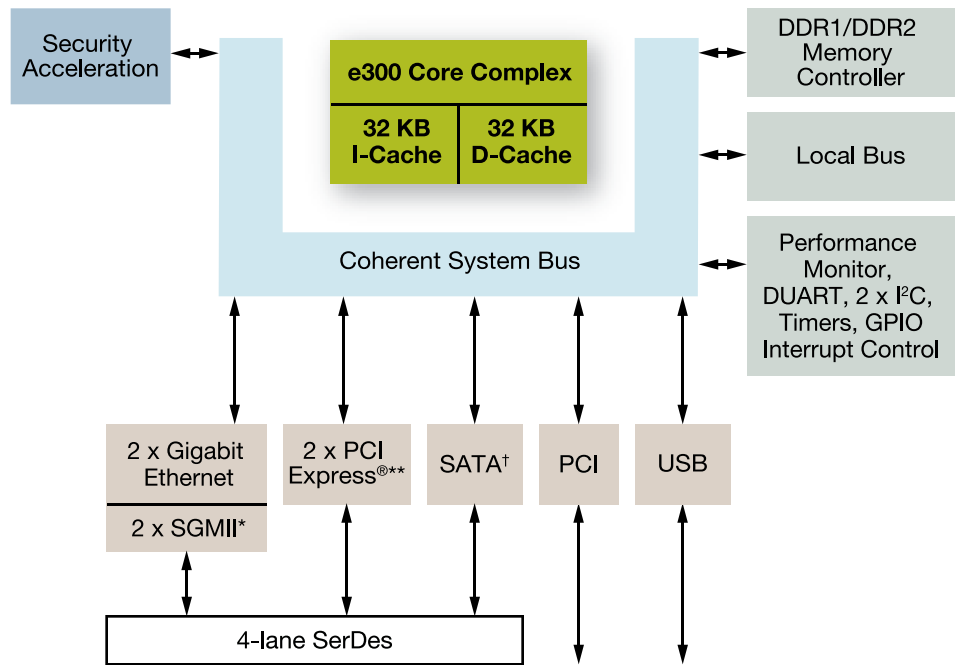 Security
Acceleration
e300 Core Complex
32 KB
I-Cache
32 KB
D-Cache
DDR1/DDR2
Memory
Controller
Local Bus
Coherent System Bus
Performance
Monitor,
DUART, 2 x I²C,
Timers, GPIO
Interrupt Control
2 x Gigabit
Ethernet
2 x SGMII*
2 x PCI
Express®**
SATA†
PCI
USB
4-lane SerDes